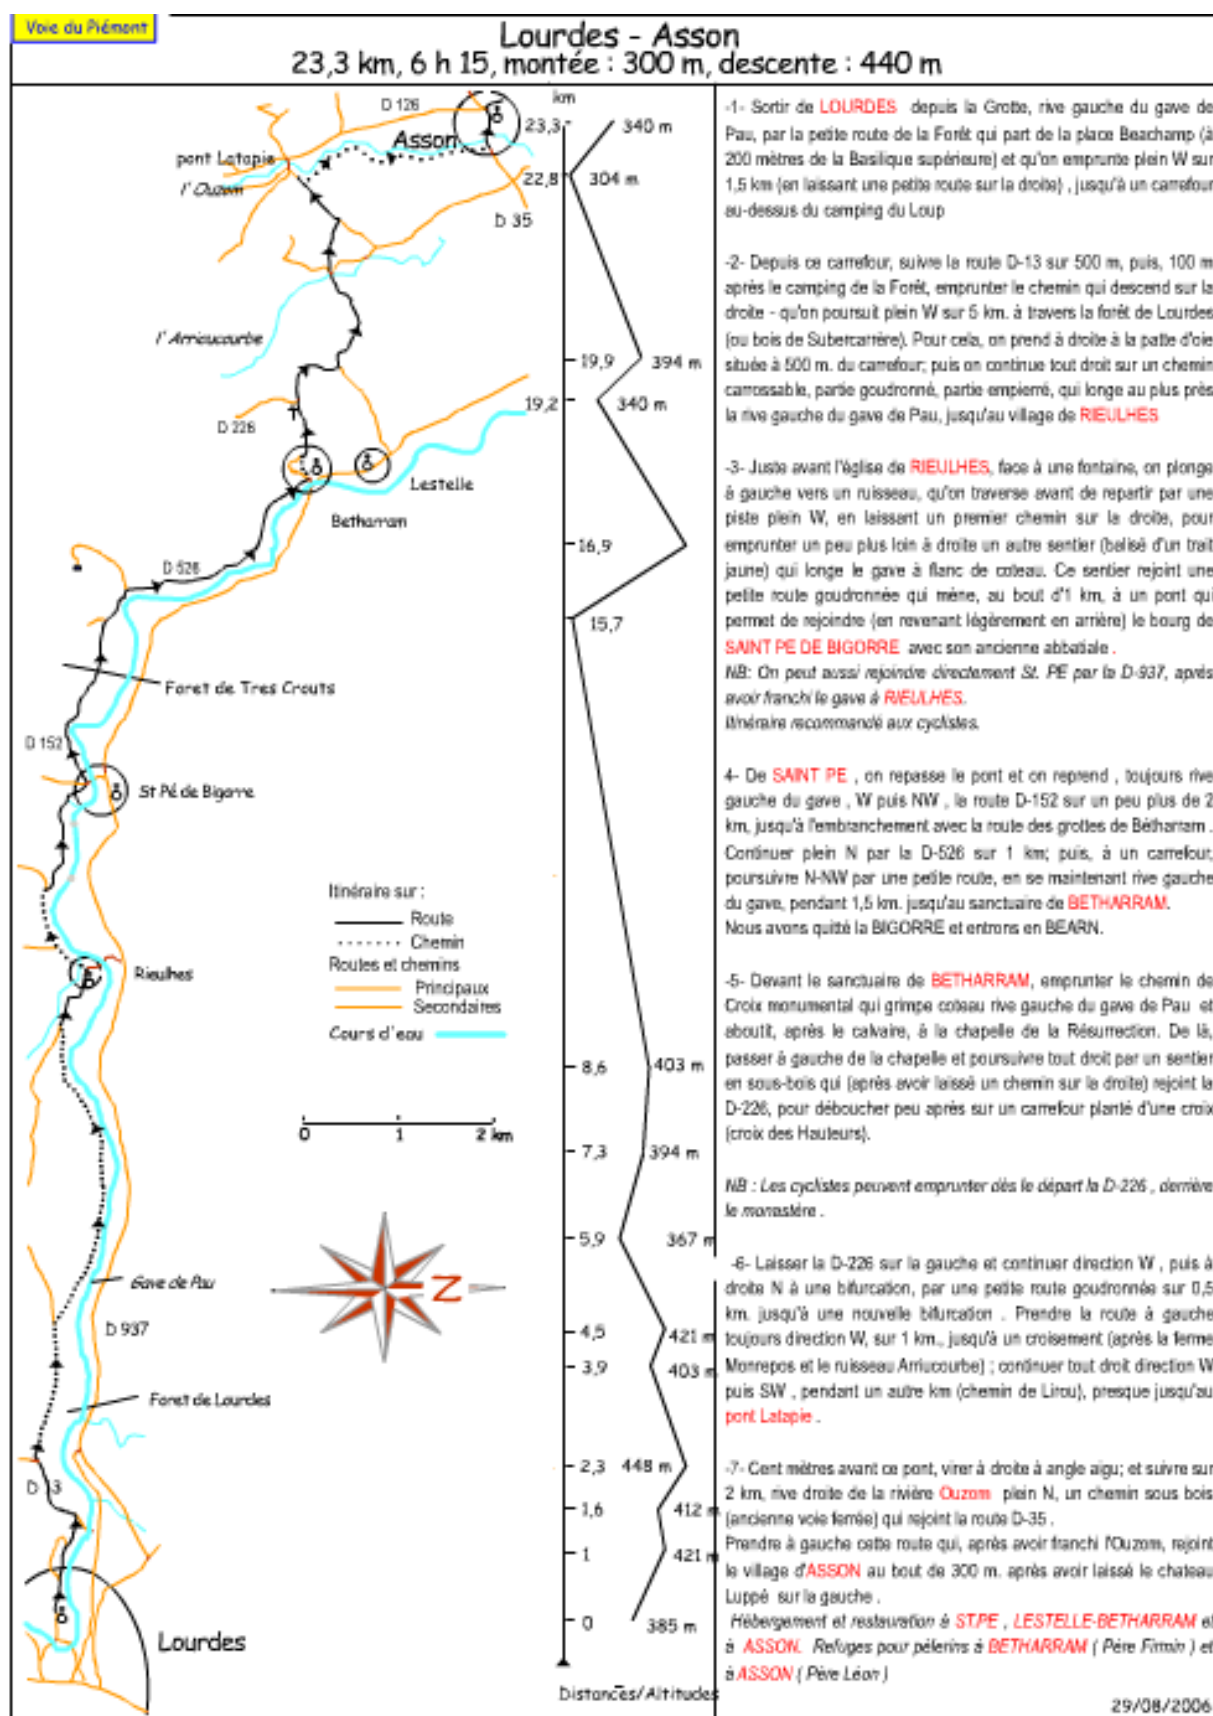 Voie du Piémont
Lourdes - Asson
23,3 km, 6 h 15, montée : 300 m, descente : 440 m
km
D 126
Asson
23,3
340 m
pont Latapie
l' Ouzom
22,8
304 m
D 35
l' Arriucourbe
19,9
394 m
19,2
340 m
D 226
Lestelle
Betharram
16,9
D 526
15,7
Foret de Tres Crouts
D 152
St Pé de Bigorre
Itinéraire sur :
Route
Chemin
Routes et chemins
Principaux
Secondaires
Cours d'eau
Rieulhes
8,6
403 m
0 1 2 km
7,3
394 m
5,9
367 m
Z
Gave de Pau
D 937
4,5
421 m
3,9
403 m
Foret de Lourdes
2,3
448 m
1,6
412 m
1
421 m
0
385 m
Lourdes
Distances/Altitudes
-1- Sortir de LOURDES depuis la Grotte, rive gauche du gave de
Pau, par la petite route de la Forêt qui part de la place Beachamp (à
200 mètres de la Basilique supérieure) et qu'on emprunte plein W sur
1,5 km (en laissant une petite route sur la droite) , jusqu'à un carrefour
au-dessus du camping du Loup
-2- Depuis ce carrefour, suivre la route D-13 sur 500 m, puis, 100 m
après le camping de la Forêt, emprunter le chemin qui descend sur la
droite - qu'on poursuit plein W sur 5 km. à travers la forêt de Lourdes
(ou bois de Subercarrère). Pour cela, on prend à droite à la patte d'oie
située à 500 m. du carrefour; puis on continue tout droit sur un chemin
carrossable, partie goudronné, partie empierré, qui longe au plus près
la rive gauche du gave de Pau, jusqu'au village de RIEULHES
-3- Juste avant l'église de RIEULHES, face à une fontaine, on plonge
à gauche vers un ruisseau, qu'on traverse avant de repartir par une
piste plein W, en laissant un premier chemin sur la droite, pour
emprunter un peu plus loin à droite un autre sentier (balisé d'un trait
jaune) qui longe le gave à flanc de coteau. Ce sentier rejoint une
petite route goudronnée qui mène, au bout d'1 km, à un pont qui
permet de rejoindre (en revenant légèrement en arrière) le bourg de
SAINT PE DE BIGORRE avec son ancienne abbatiale .
NB: On peut aussi rejoindre directement St. PE par la D-937, après
avoir franchi le gave à RIEULHES.
Itinéraire recommandé aux cyclistes.
4- De SAINT PE , on repasse le pont et on reprend , toujours rive
gauche du gave , W puis NW , la route D-152 sur un peu plus de 2
km, jusqu'à l'embranchement avec la route des grottes de Bétharram .
Continuer plein N par la D-526 sur 1 km; puis, à un carrefour,
poursuivre N-NW par une petite route, en se maintenant rive gauche
du gave, pendant 1,5 km. jusqu'au sanctuaire de BETHARRAM.
Nous avons quitté la BIGORRE et entrons en BEARN.
-5- Devant le sanctuaire de BETHARRAM, emprunter le chemin de
Croix monumental qui grimpe coteau rive gauche du gave de Pau et
aboutit, après le calvaire, à la chapelle de la Résurrection. De là,
passer à gauche de la chapelle et poursuivre tout droit par un sentier
en sous-bois qui (après avoir laissé un chemin sur la droite) rejoint la
D-226, pour déboucher peu après sur un carrefour planté d'une croix
(croix des Hauteurs).
NB : Les cyclistes peuvent emprunter dès le départ la D-226 , derrière
le monastère .
-6- Laisser la D-226 sur la gauche et continuer direction W , puis à
droite N à une bifurcation, par une petite route goudronnée sur 0,5
km. jusqu'à une nouvelle bifurcation . Prendre la route à gauche
toujours direction W, sur 1 km., jusqu'à un croisement (après la ferme
Monrepos et le ruisseau Arriucourbe) ; continuer tout droit direction W
puis SW , pendant un autre km (chemin de Lirou), presque jusqu'au
pont Latapie .
-7- Cent mètres avant ce pont, virer à droite à angle aigu; et suivre sur
2 km, rive droite de la rivière Ouzom plein N, un chemin sous bois
(ancienne voie ferrée) qui rejoint la route D-35 .
Prendre à gauche cette route qui, après avoir franchi l'Ouzom, rejoint
le village d'ASSON au bout de 300 m. après avoir laissé le chateau
Luppé sur la gauche .
Hébergement et restauration à ST.PE , LESTELLE-BETHARRAM et
à ASSON. Refuges pour pélerins à BETHARRAM ( Père Firmin ) et
à ASSON ( Père Léon )
29/08/2006